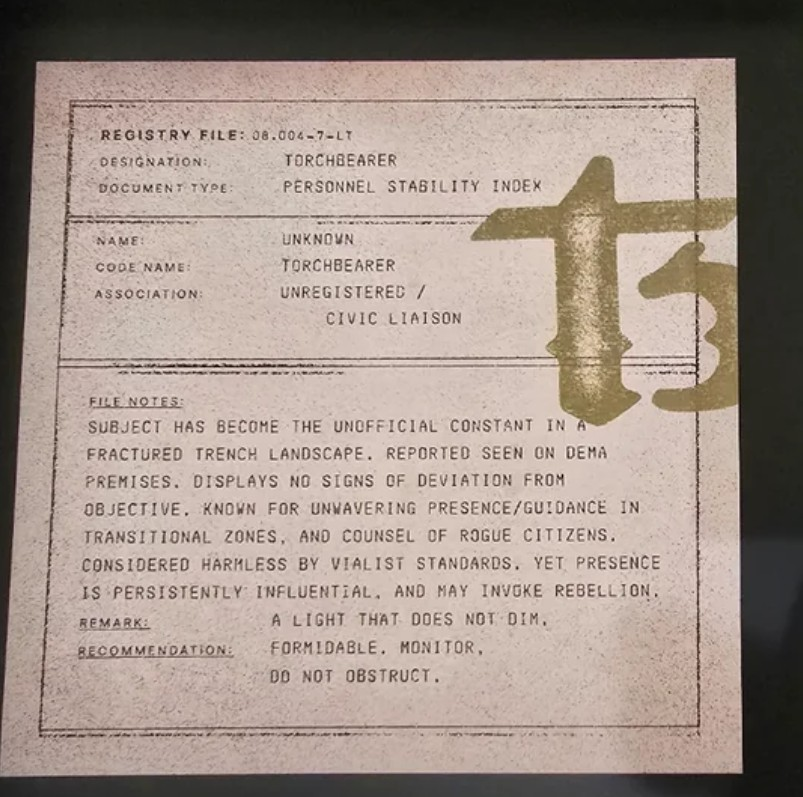 REGISTRY FILE: 08.004-7-LT
DESIGNATION: TORCHBEARER
DOCUMENT TYPE: PERSONNEL STABILITY INDEX
NAME: UNKNOWN
CODE NAME: TORCHBEARER
ASSOCIATION: UNREGISTERED /
CIVIC LIAISON
FILE NOTES:
SUBJECT HAS BECOME THE UNOFFICIAL CONSTANT IN A
FRACTURED TRENCH LANDSCAPE. REPORTED SEEN ON DEMA
PREMISES. DISPLAYS NO SIGNS OF DEVIATION FROM
OBJECTIVE. KNOWN FOR UNWAVERING PRESENCE/GUIDANCE IN
TRANSITIONAL ZONES, AND COUNSEL OF ROGUE CITIZENS.
CONSIDERED HARMLESS BY VIALIST STANDARDS, YET PRESENCE
IS PERSISTENTLY INFLUENTIAL, AND MAY INVOKE REBELLION.
REMARK: A LIGHT THAT DOES NOT DIM.
RECOMMENDATION: FORMIDABLE. MONITOR,
DO NOT OBSTRUCT.